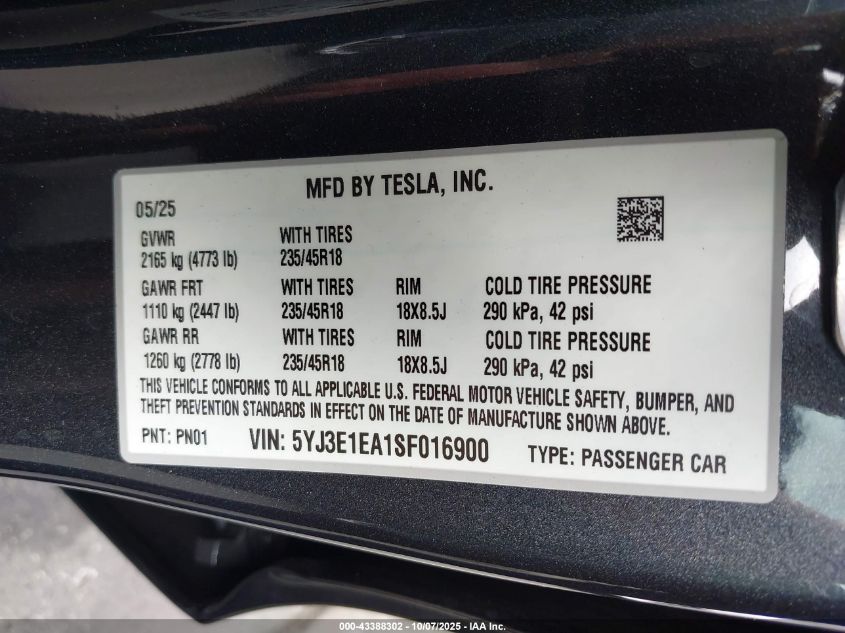 MFD BY TESLA, INC.
05/25
GVWR WITH TIRES
2165 kg (4773 lb) 235/45R18
GAWR FRT WITH TIRES RIM COLD TIRE PRESSURE
1110 kg (2447 lb) 235/45R18 18X8.5J 290 kPa, 42 psi
GAWR RR WITH TIRES RIM COLD TIRE PRESSURE
1260 kg (2778 lb) 235/45R18 18X8.5J 290 kPa, 42 psi
THIS VEHICLE CONFORMS TO ALL APPLICABLE U.S. FEDERAL MOTOR VEHICLE SAFETY, BUMPER, AND
THEFT PREVENTION STANDARDS IN EFFECT ON THE DATE OF MANUFACTURE SHOWN ABOVE.
PNT: PN01 VIN: 5YJ3E1EA1SF016900 TYPE: PASSENGER CAR
000-43388302 - 10/07/2025 - IAA Inc.